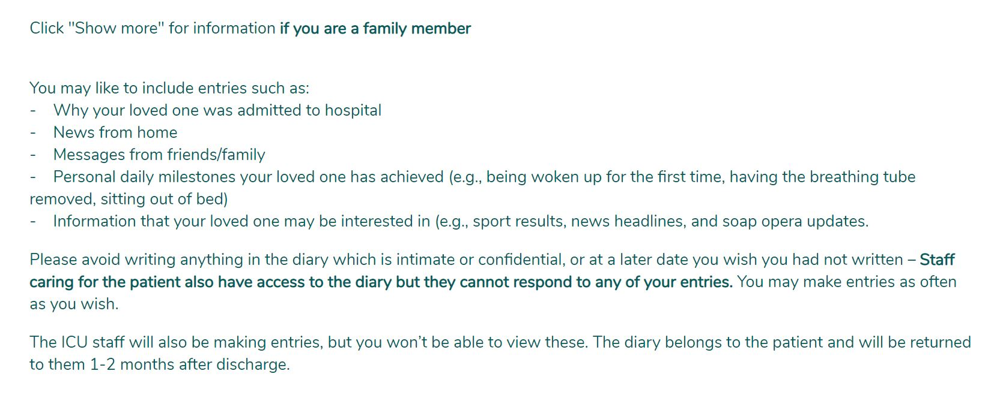 Click "Show more" for information if you are a family member
You may like to include entries such as:
- Why your loved one was admitted to hospital
- News from home
- Messages from friends/family
- Personal daily milestones your loved one has achieved (e.g., being woken up for the first time, having the breathing tube
removed, sitting out of bed)
- Information that your loved one may be interested in (e.g., sport results, news headlines, and soap opera updates.
Please avoid writing anything in the diary which is intimate or confidential, or at a later date you wish you had not written – Staff
caring for the patient also have access to the diary but they cannot respond to any of your entries. You may make entries as often
as you wish.
The ICU staff will also be making entries, but you won’t be able to view these. The diary belongs to the patient and will be returned
to them 1-2 months after discharge.